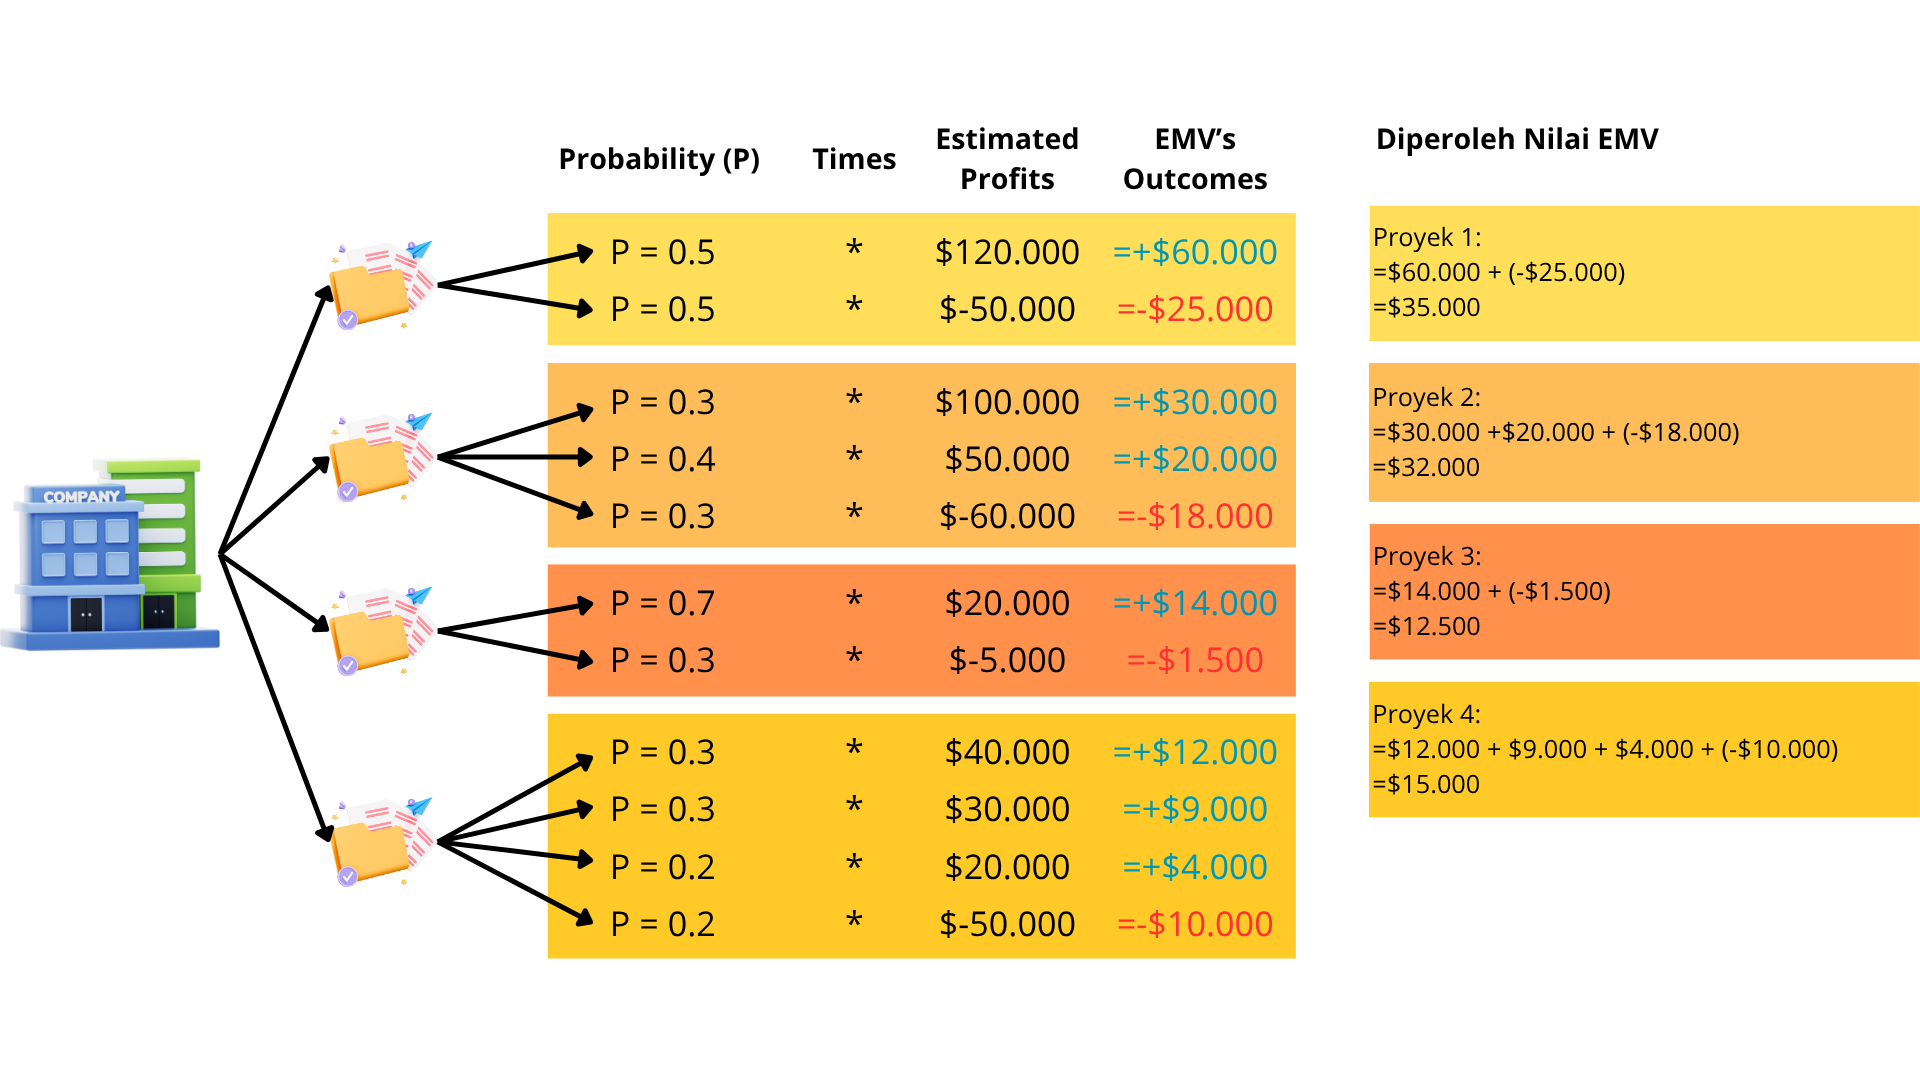 Probability (P) Times Estimated Profits EMV’s Outcomes
P = 0.5 * $120.000 =+$60.000
P = 0.5 * $-50.000 =-$25.000
P = 0.3 * $100.000 =+$30.000
P = 0.4 * $50.000 =+$20.000
P = 0.3 * $-60.000 =-$18.000
P = 0.7 * $20.000 =+$14.000
P = 0.3 * $-5.000 =-$1.500
P = 0.3 * $40.000 =+$12.000
P = 0.3 * $30.000 =+$9.000
P = 0.2 * $20.000 =+$4.000
P = 0.2 * $-50.000 =-$10.000
COMPANY
Diperoleh Nilai EMV
Proyek 1:
=$60.000 + (-$25.000)
=$35.000
Proyek 2:
=$30.000 +$20.000 + (-$18.000)
=$32.000
Proyek 3:
=$14.000 + (-$1.500)
=$12.500
Proyek 4:
=$12.000 + $9.000 + $4.000 + (-$10.000)
=$15.000